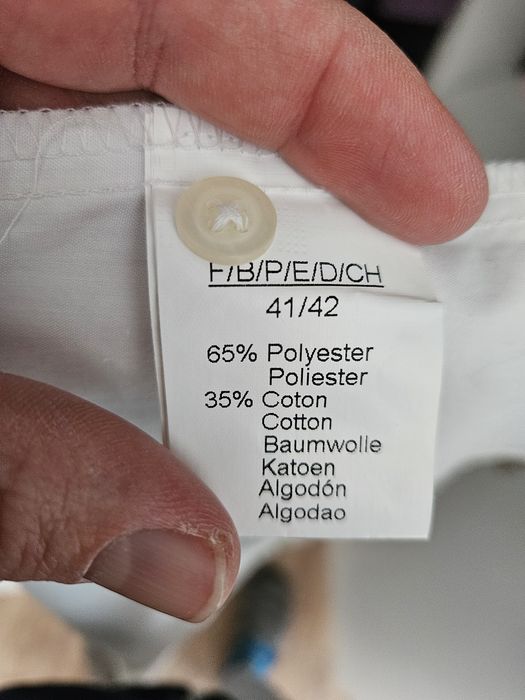 F/B/P/E/D/CH
41/42
65% Polyester
Poliester
35% Coton
Cotton
Baumwolle
Katoen
Algodón
Algodao